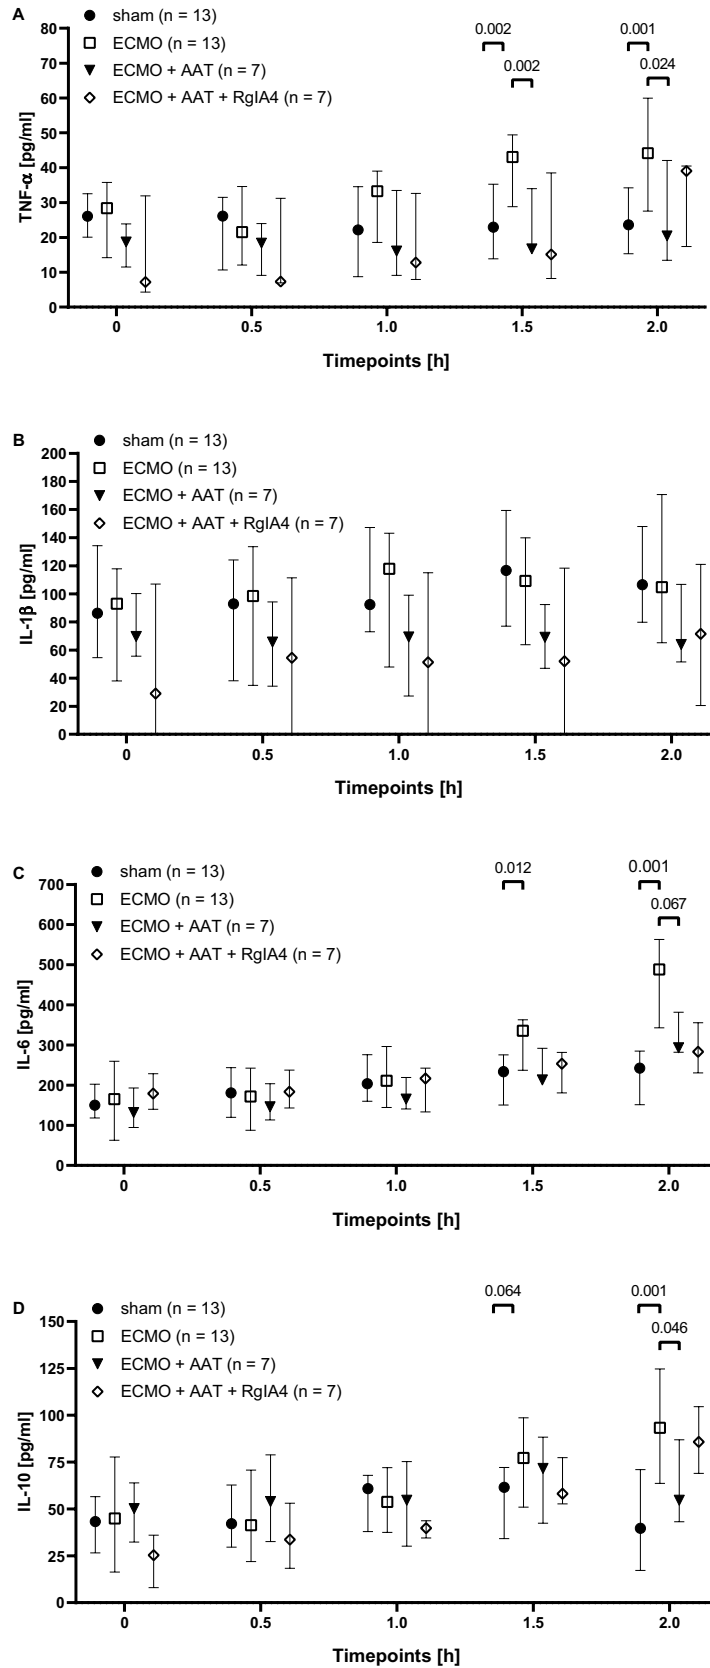 A
sham (n = 13)
ECMO (n = 13)
ECMO + AAT (n = 7)
ECMO + AAT + RgIA4 (n = 7)
0.002
0.002
0.001
0.024
80
70
60
50
40
30
20
10
0
TNF-α [pg/ml]
0 0.5 1.0 1.5 2.0
Timepoints [h]
B
sham (n = 13)
ECMO (n = 13)
ECMO + AAT (n = 7)
ECMO + AAT + RgIA4 (n = 7)
200
180
160
140
120
100
80
60
40
20
0
IL-1β [pg/ml]
0 0.5 1.0 1.5 2.0
Timepoints [h]
C
sham (n = 13)
ECMO (n = 13)
ECMO + AAT (n = 7)
ECMO + AAT + RgIA4 (n = 7)
0.012
0.001
0.067
700
600
500
400
300
200
100
0
IL-6 [pg/ml]
0 0.5 1.0 1.5 2.0
Timepoints [h]
D
sham (n = 13)
ECMO (n = 13)
ECMO + AAT (n = 7)
ECMO + AAT + RgIA4 (n = 7)
0.064
0.001
0.046
150
125
100
75
50
25
0
IL-10 [pg/ml]
0 0.5 1.0 1.5 2.0
Timepoints [h]